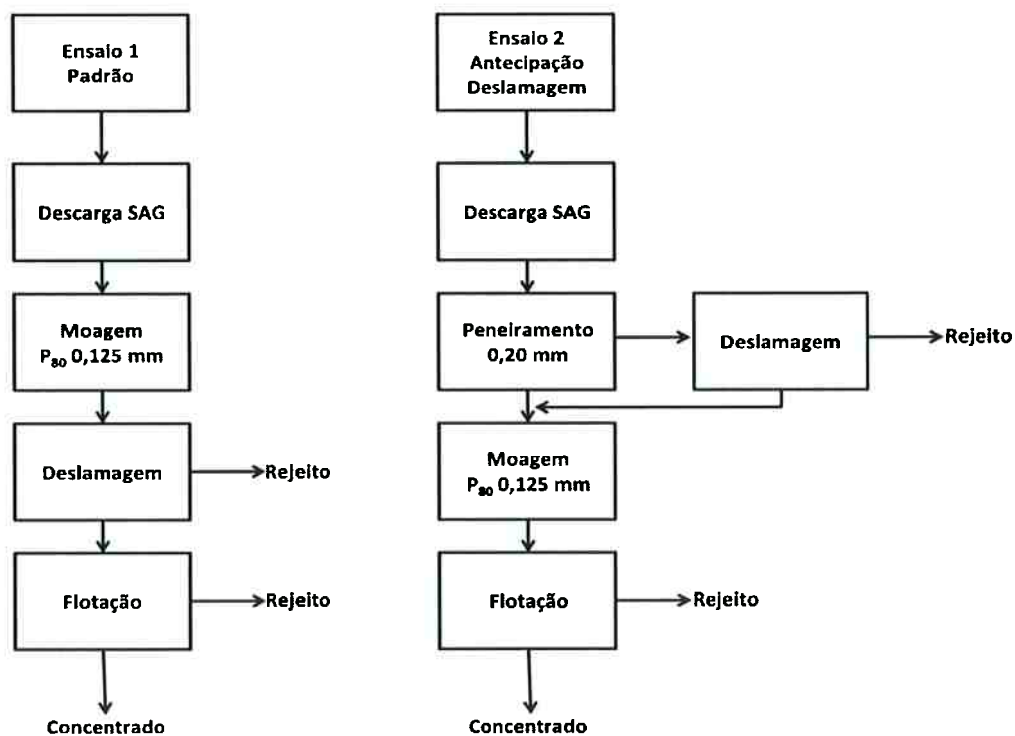 Ensaio 1
Padrão
Descarga SAG
Moagem
P80 0,125 mm
Deslamagem
Rejeito
Flotação
Rejeito
Concentrado
Ensaio 2
Antecipação
Deslamagem
Descarga SAG
Peneiramento
0,20 mm
Deslamagem
Rejeito
Moagem
P80 0,125 mm
Flotação
Rejeito
Concentrado